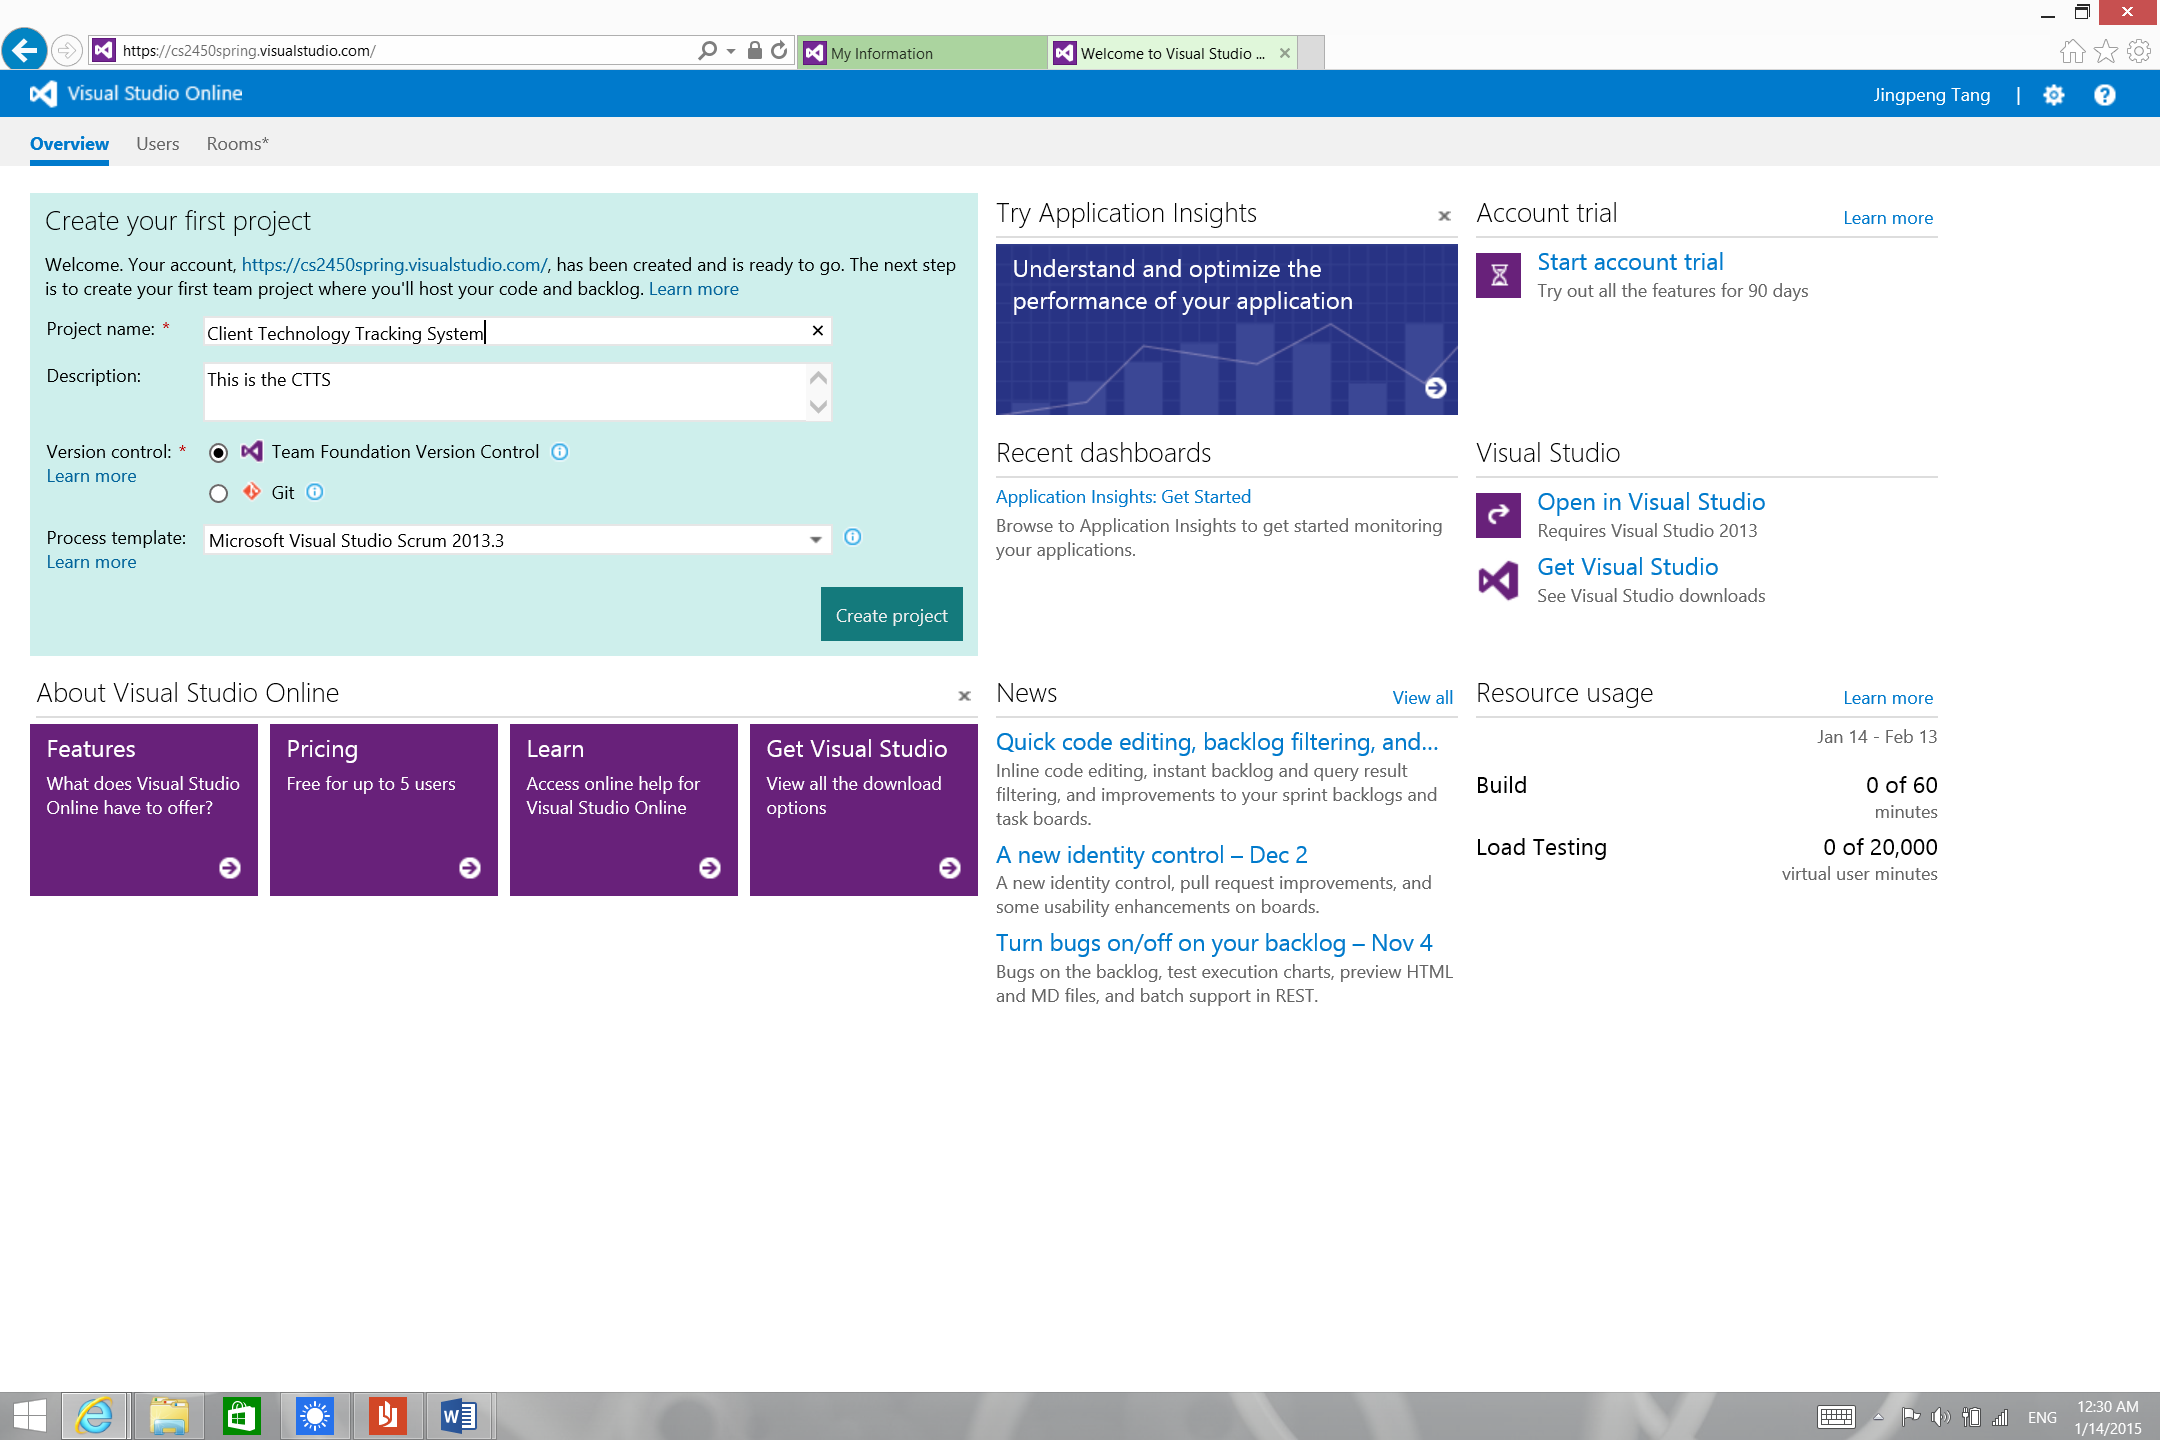 https://cs2450spring.visualstudio.com/
My Information
Welcome to Visual Studio ...
Visual Studio Online
Jingpeng Tang
|
Overview
Users
Rooms*
Create your first project
Welcome. Your account, https://cs2450spring.visualstudio.com/, has been created and is ready to go. The next step
is to create your first team project where you'll host your code and backlog. Learn more
Project name: *
Client Technology Tracking System
Description:
This is the CTTS
Version control: *
Learn more
Team Foundation Version Control
Git
Process template:
Learn more
Microsoft Visual Studio Scrum 2013.3
Create project
Try Application Insights
Understand and optimize the
performance of your application
Account trial
Learn more
Start account trial
Try out all the features for 90 days
Recent dashboards
Application Insights: Get Started
Browse to Application Insights to get started monitoring
your applications.
Visual Studio
Open in Visual Studio
Requires Visual Studio 2013
Get Visual Studio
See Visual Studio downloads
About Visual Studio Online
Features
What does Visual Studio
Online have to offer?
Pricing
Free for up to 5 users
Learn
Access online help for
Visual Studio Online
Get Visual Studio
View all the download
options
News
View all
Quick code editing, backlog filtering, and...
Inline code editing, instant backlog and query result
filtering, and improvements to your sprint backlogs and
task boards.
A new identity control – Dec 2
A new identity control, pull request improvements, and
some usability enhancements on boards.
Turn bugs on/off on your backlog – Nov 4
Bugs on the backlog, test execution charts, preview HTML
and MD files, and batch support in REST.
Resource usage
Learn more
Jan 14 - Feb 13
Build
0 of 60
minutes
Load Testing
0 of 20,000
virtual user minutes
ENG
12:30 AM
1/14/2015